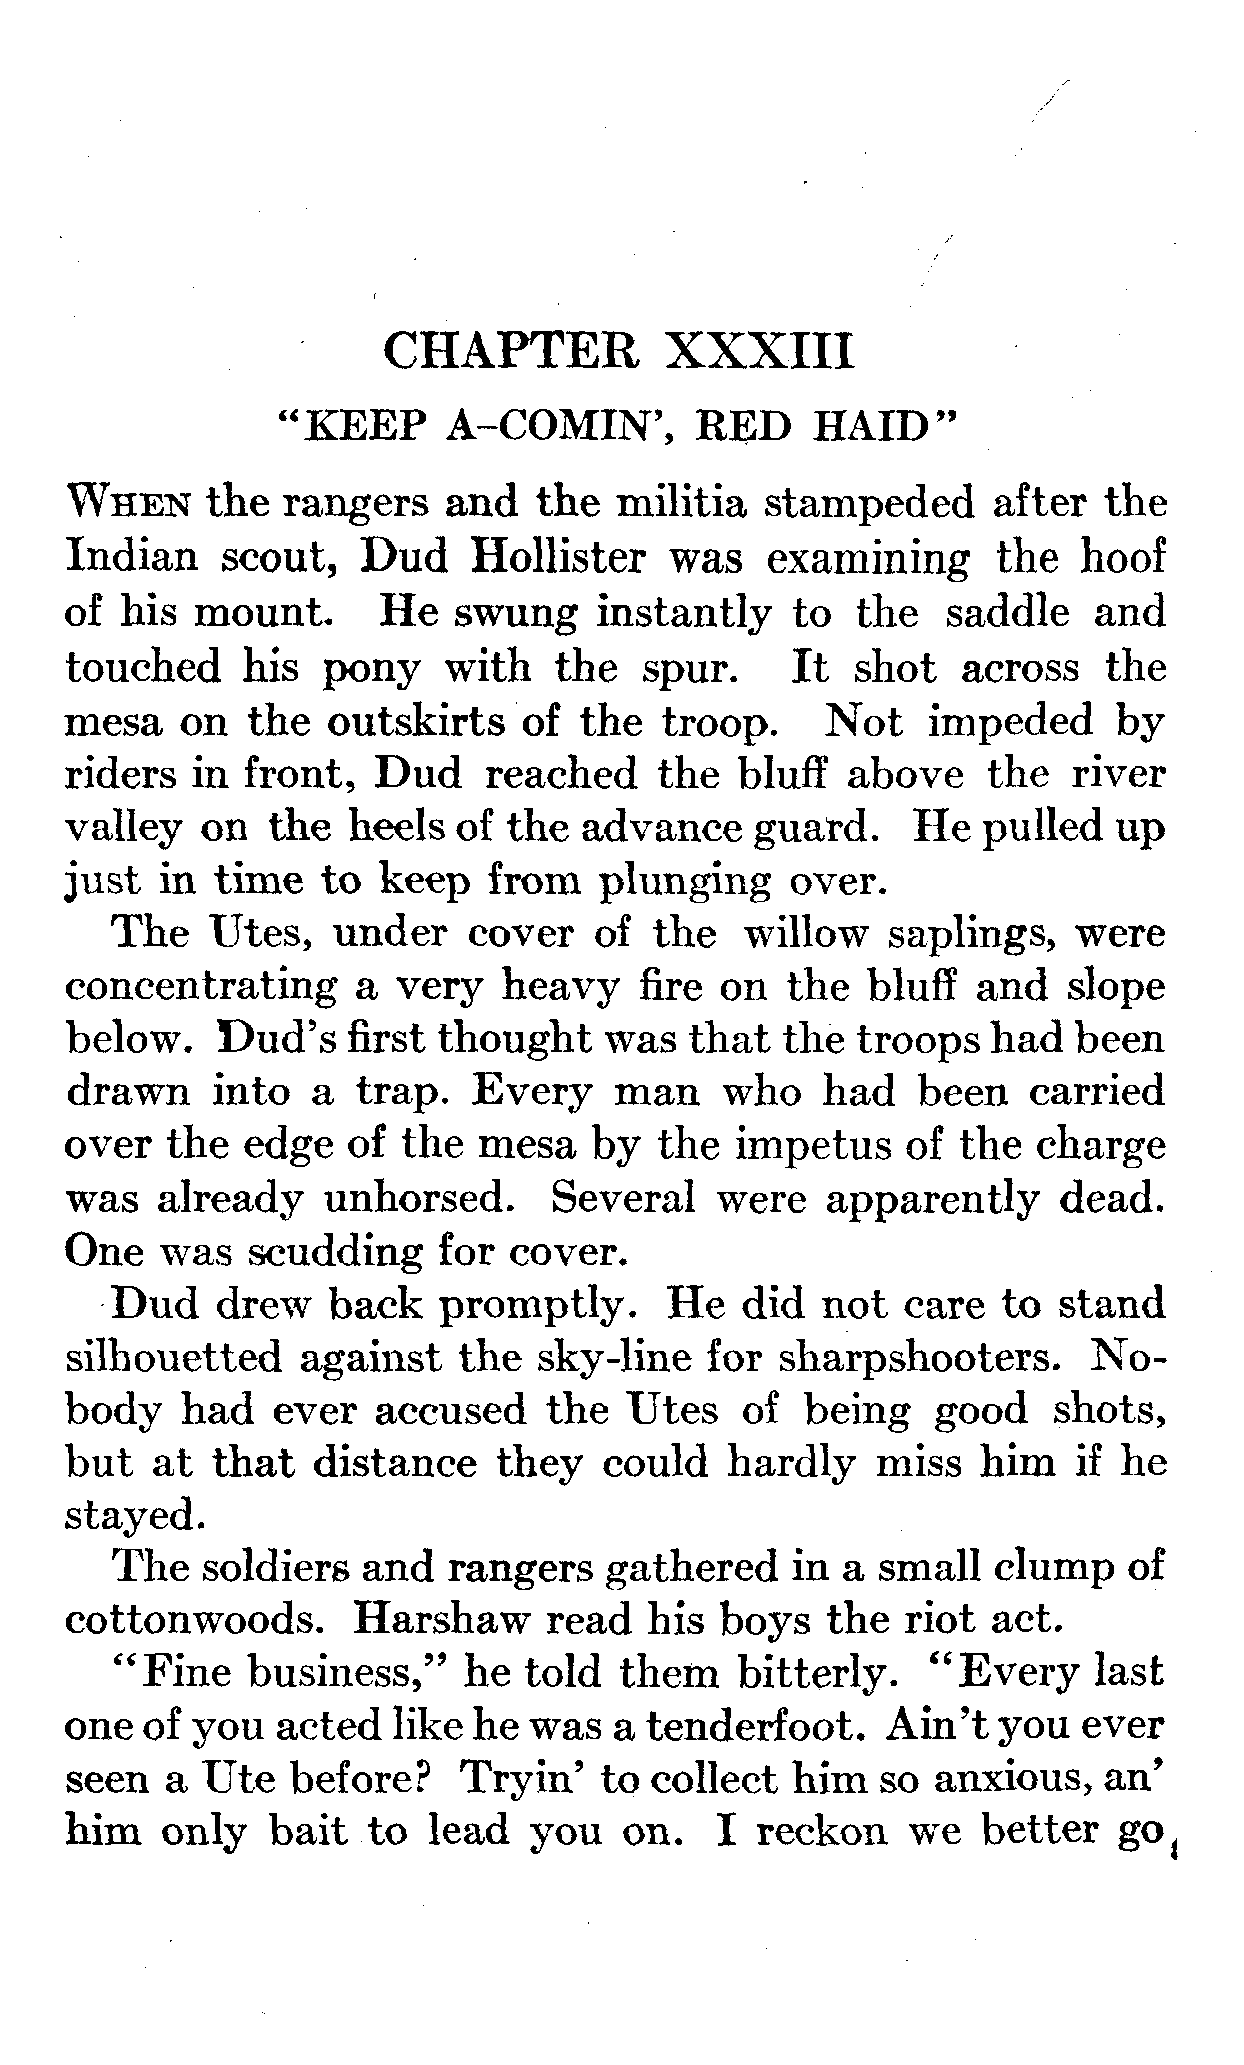 CHAPTER XXXIII
"KEEP A-COMIN', RED HAID"
WHEN the rangers and the militia stampeded after the
Indian scout, Dud Hollister was examining the hoof
of his mount. He swung instantly to the saddle and
touched his pony with the spur. It shot across the
mesa on the outskirts of the troop. Not impeded by
riders in front, Dud reached the bluff above the river
valley on the heels of the advance guard. He pulled up
just in time to keep from plunging over.
The Utes, under cover of the willow saplings, were
concentrating a very heavy fire on the bluff and slope
below. Dud's first thought was that the troops had been
drawn into a trap. Every man who had been carried
over the edge of the mesa by the impetus of the charge
was already unhorsed. Several were apparently dead.
One was scudding for cover.
Dud drew back promptly. He did not care to stand
silhouetted against the sky-line for sharpshooters. No-
body had ever accused the Utes of being good shots,
but at that distance they could hardly miss him if he
stayed.
The soldiers and rangers gathered in a small clump of
cottonwoods. Harshaw read his boys the riot act.
"Fine business," he told them bitterly. "Every last
one of you acted like he was a tenderfoot. Ain't you ever
seen a Ute before? Tryin' to collect him so anxious, an'
him only bait to lead you on. I reckon we better go